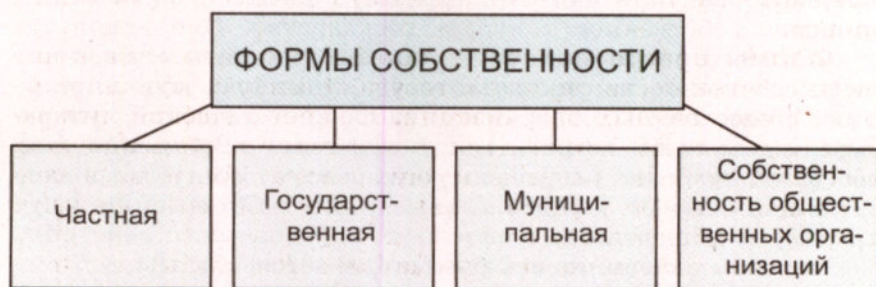 ФОРМЫ СОБСТВЕННОСТИ
Частная
Государст-
венная
Муници-
пальная
Собствен-
ность общест-
венных орга-
низаций